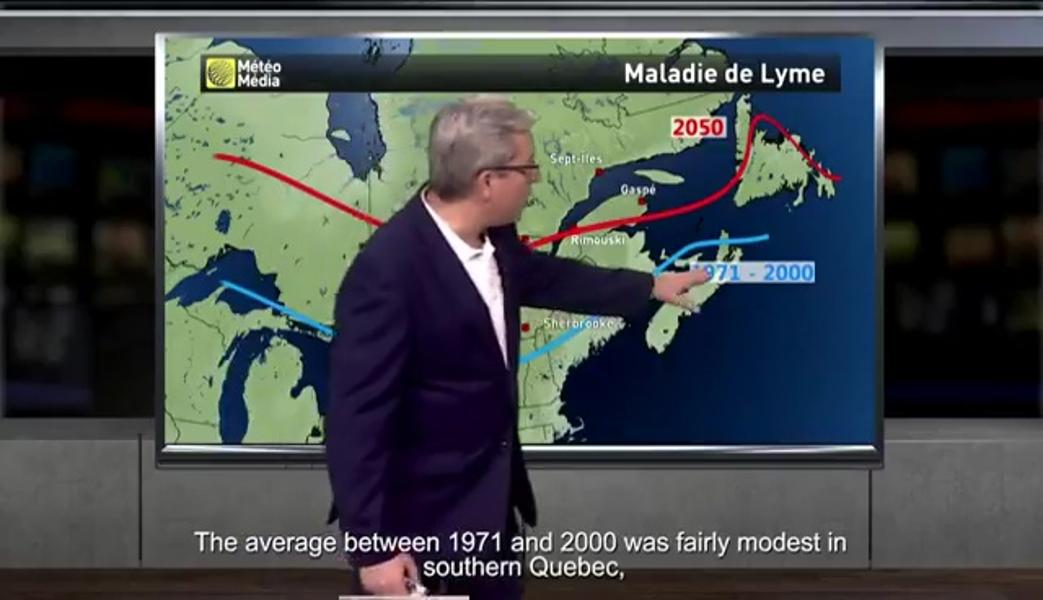 Météo
Média
Maladie de Lyme
2050
Sept-Iles
Gaspé
Rimouski
1971 - 2000
Sherbrooke
The average between 1971 and 2000 was fairly modest in
southern Quebec,